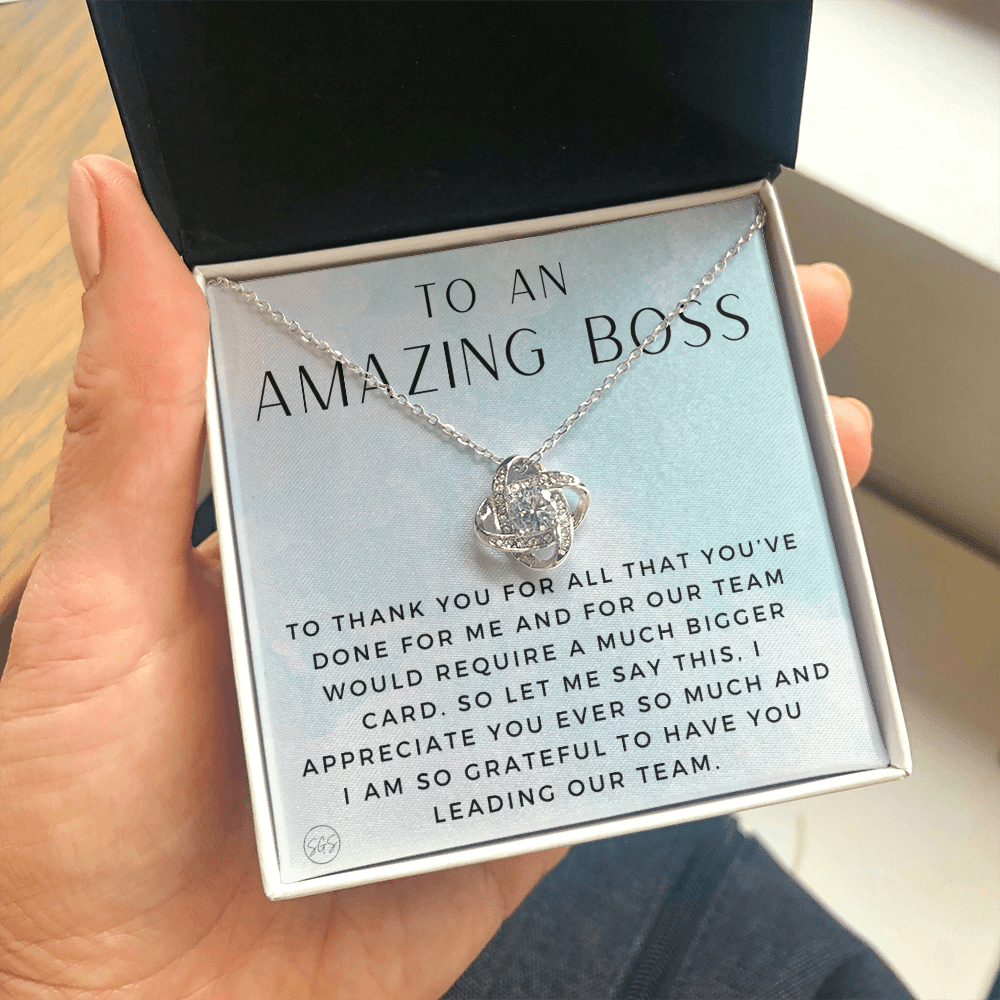 TO AN
AMAZING BOSS
TO THANK YOU FOR ALL THAT YOU'VE
DONE FOR ME AND FOR OUR TEAM
WOULD REQUIRE A MUCH BIGGER
CARD. SO LET ME SAY THIS, I
APPRECIATE YOU EVER SO MUCH AND
I AM SO GRATEFUL TO HAVE YOU
LEADING OUR TEAM.
SGS